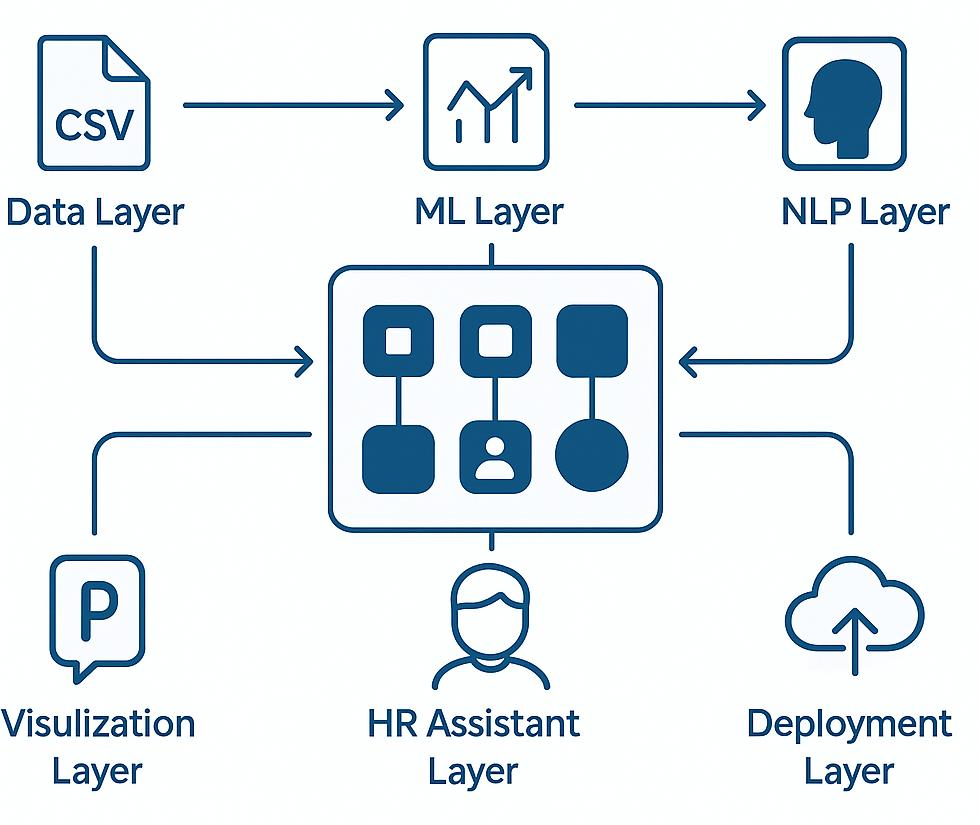 CSV
Data Layer
ML Layer
NLP Layer
P
Visulization
Layer
HR Assistant
Layer
Deployment
Layer